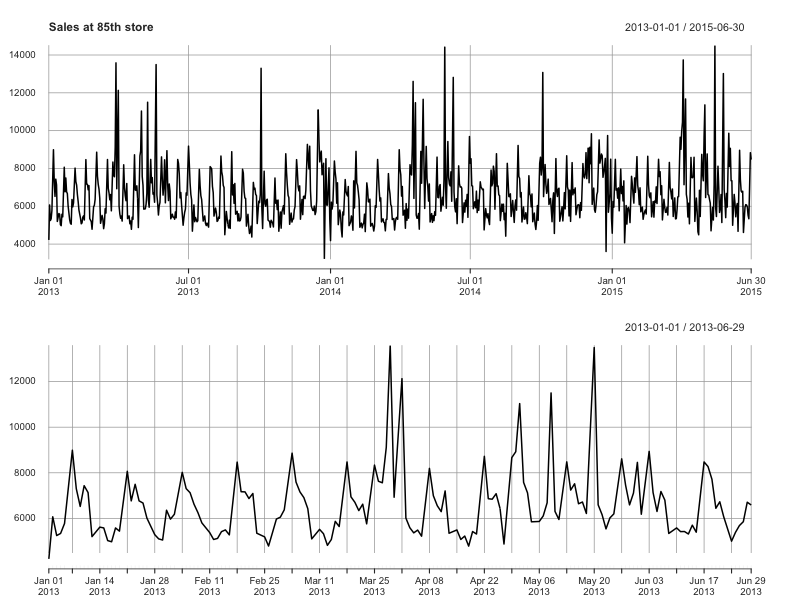 Sales at 85th store 2013-01-01 / 2015-06-30
14000
12000
10000
8000
6000
4000
Jan 01 Jul 01 Jan 01 Jul 01 Jan 01 Jun 30
2013 2013 2014 2014 2015 2015
2013-01-01 / 2013-06-29
12000
10000
8000
6000
Jan 01 Jan 14 Jan 28 Feb 11 Feb 25 Mar 11 Mar 25 Apr 08 Apr 22 May 06 May 20 Jun 03 Jun 17 Jun 29
2013 2013 2013 2013 2013 2013 2013 2013 2013 2013 2013 2013 2013 2013